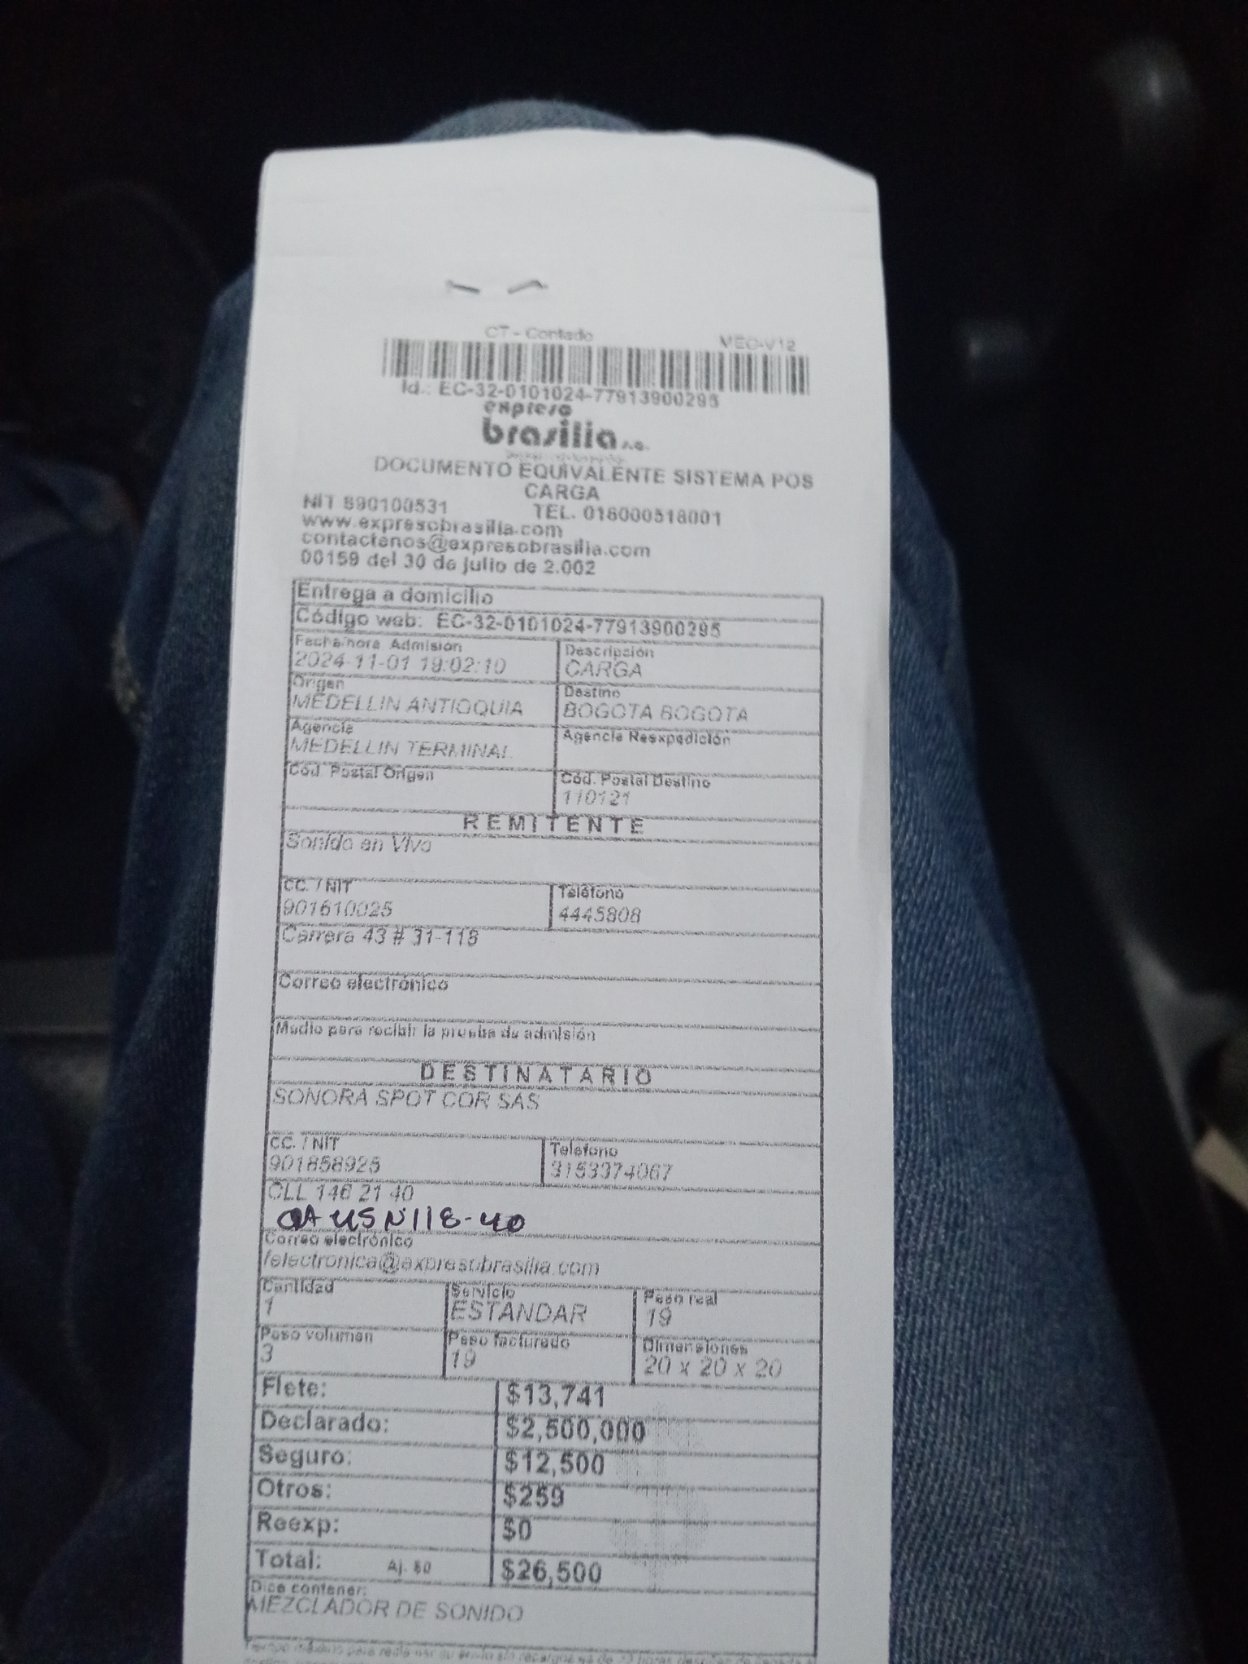 CT - Contado MEC-V12
Id.: EC-32-0101024-77913900295
expreso
brasilia s.a.
DOCUMENTO EQUIVALENTE SISTEMA POS
CARGA
NIT 890100531 TEL. 018000518001
www.expresobrasilia.com
contactenos@expresobrasilia.com
00159 del 30 de julio de 2.002
Entrega a domicilio
Código web: EC-32-0101024-77913900295
Fecha/hora Admisión Descripción
2024-11-01 19:02:10 CARGA
Origen Destino
MEDELLIN ANTIOQUIA BOGOTA BOGOTA
Agencia Agencia Reexpedición
MEDELLIN TERMINAL
Cód. Postal Origen Cód. Postal Destino
110121
REMITENTE
Sonido en Vivo
CC. / NIT Teléfono
901610025 4445808
Carrera 43 # 31-118
Correo electrónico
Medio para recibir la prueba de admisión
DESTINATARIO
SONORA SPOT COR SAS
CC. / NIT Teléfono
901858925 3153374067
CLL 146 21 40
45 N 118-40
Correo electrónico
felectronica@expresobrasilia.com
Cantidad Servicio Peso real
1 ESTANDAR 19
Peso volumen Peso facturado Dimensiones
3 19 20 x 20 x 20
Flete: $13,741
Declarado: $2,500,000
Seguro: $12,500
Otros: $259
Reexp: $0
Total: Aj. $0 $26,500
Dice contener:
MEZCLADOR DE SONIDO